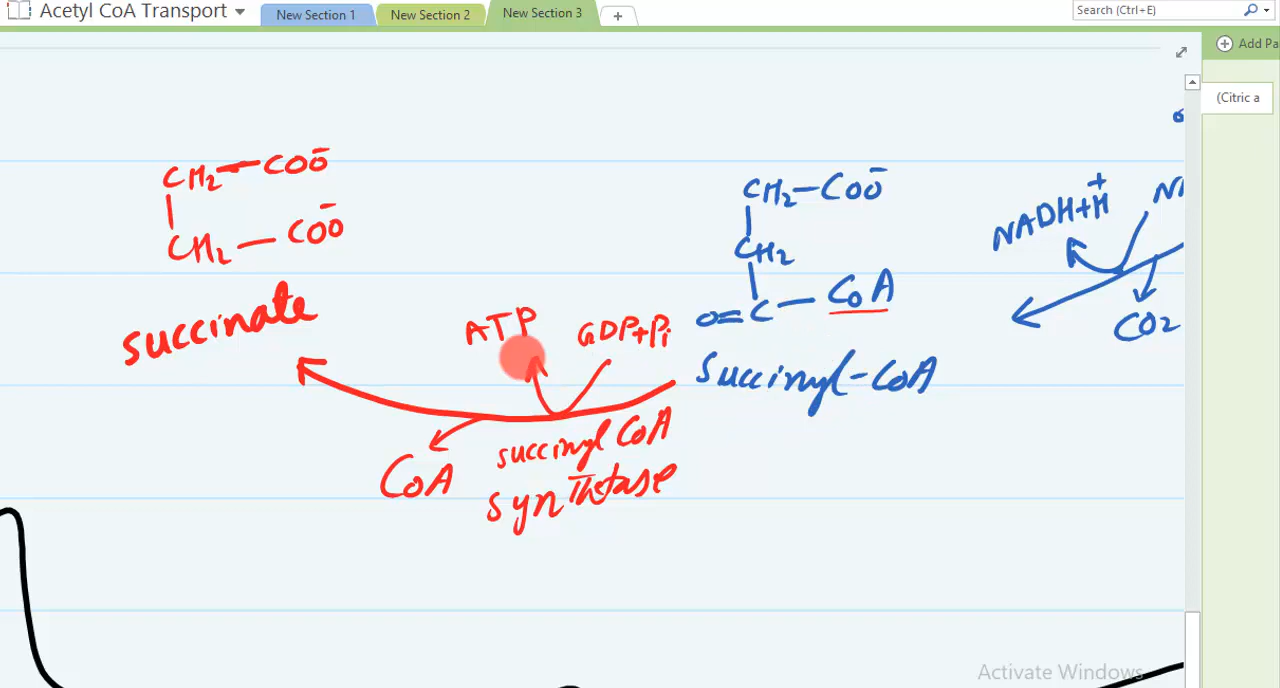 Acetyl CoA Transport
New Section 1
New Section 2
New Section 3
+
Search (Ctrl+E)
Add Pa
(Citric a
CH2—COO⁻
CH2—COO⁻
succinate
ATP
GDP+Pi
CoA
succinyl CoA
synthetase
CH2—COO⁻
CH2
O=C—CoA
Succinyl-CoA
NADH+H⁺
CO2
Activate Windows